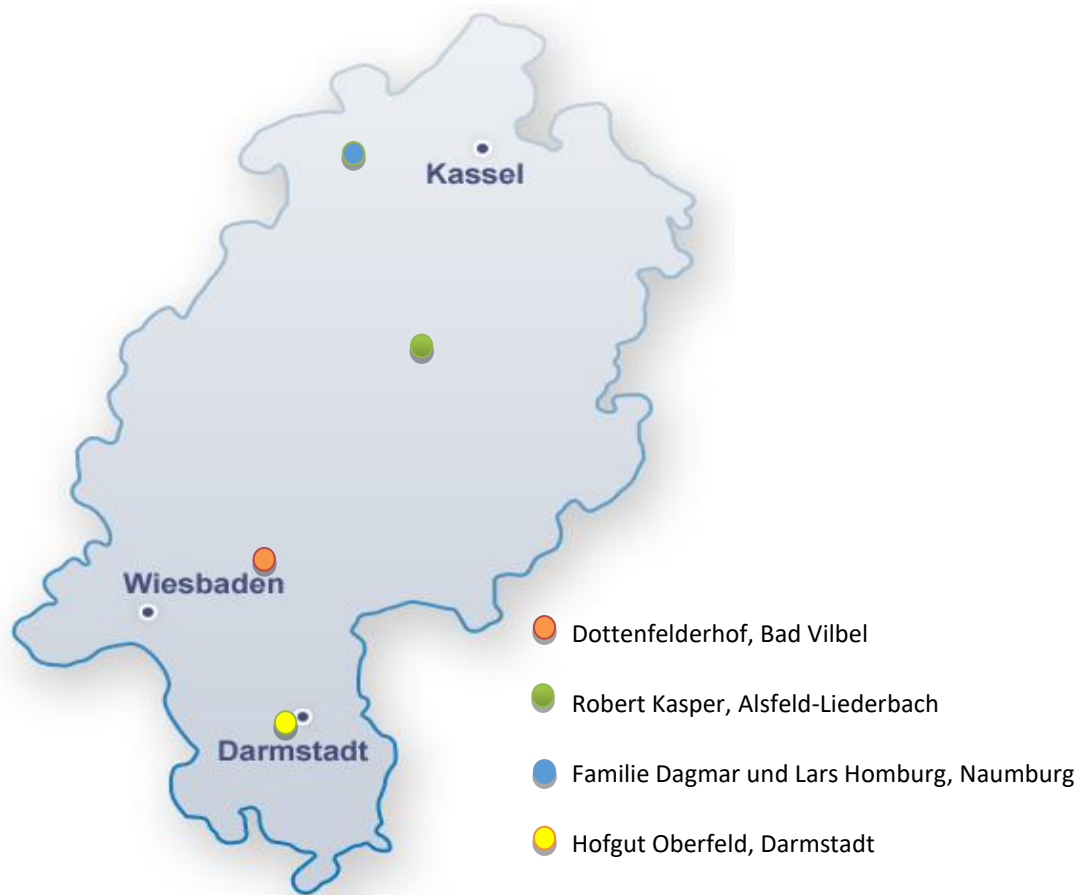 Kassel
Wiesbaden
Dottenfelderhof, Bad Vilbel
Robert Kasper, Alsfeld-Liederbach
Darmstadt
Familie Dagmar und Lars Homburg, Naumburg
Hofgut Oberfeld, Darmstadt